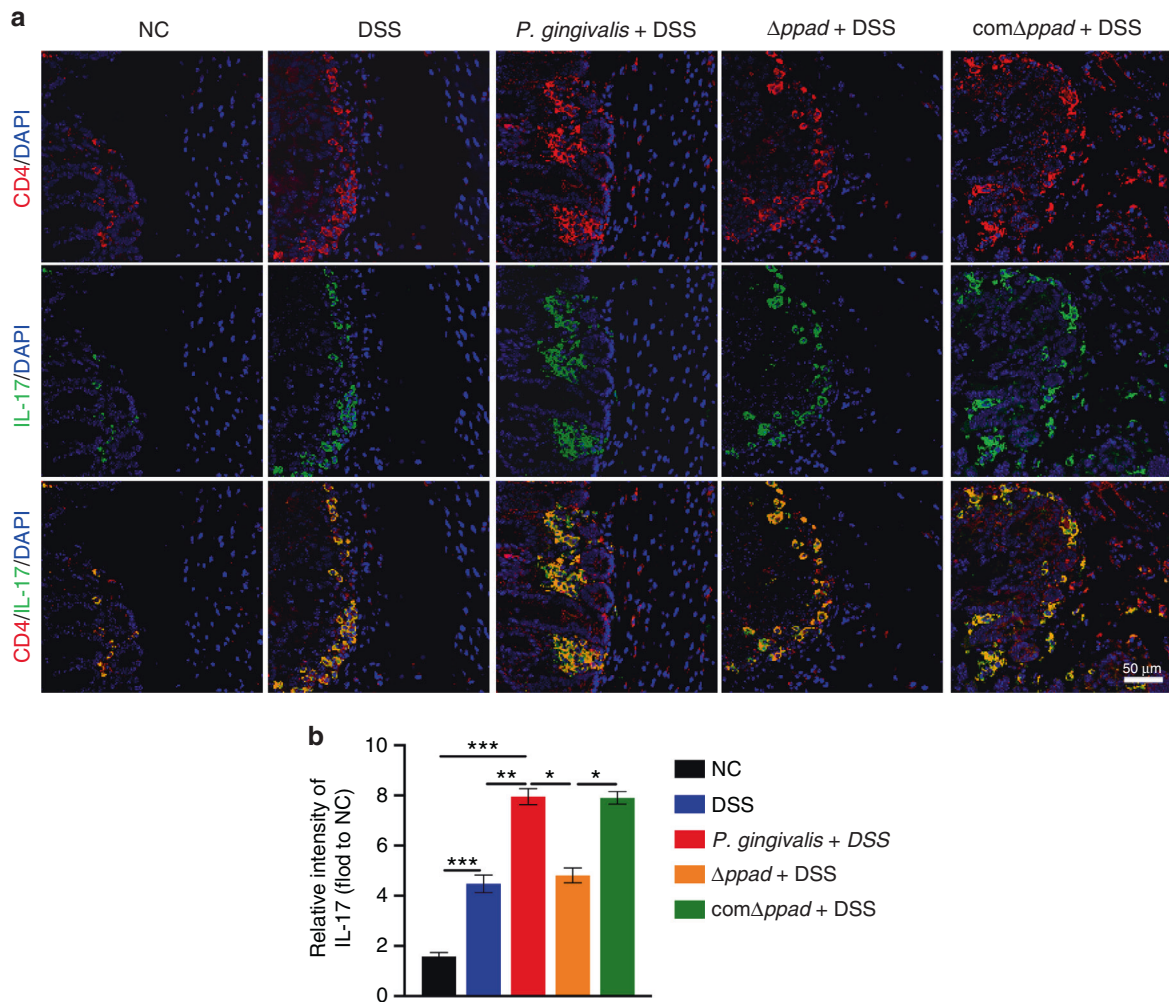 a
NC
DSS
P. gingivalis + DSS
Δppad + DSS
comΔppad + DSS
CD4/DAPI
IL-17/DAPI
CD4/IL-17/DAPI
50 μm
b
Relative intensity of
IL-17 (flod to NC)
10
8
6
4
2
0
***
***
**
*
*
NC
DSS
P. gingivalis + DSS
Δppad + DSS
comΔppad + DSS